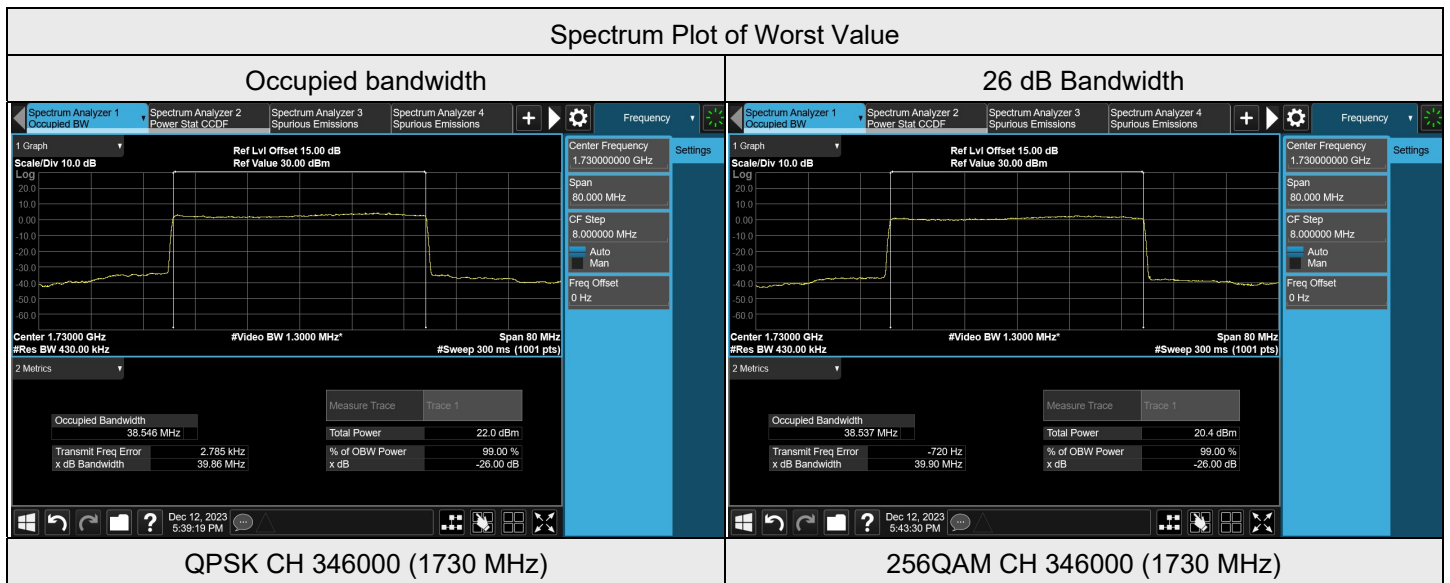 Spectrum Plot of Worst Value
Occupied bandwidth
26 dB Bandwidth
Spectrum Analyzer 1
Occupied BW
Spectrum Analyzer 2
Power Stat CCDF
Spectrum Analyzer 3
Spurious Emissions
Spectrum Analyzer 4
Spurious Emissions
+
Frequency
1 Graph
Scale/Div 10.0 dB
Ref Lvl Offset 15.00 dB
Ref Value 30.00 dBm
Log
20.0
10.0
0.00
-10.0
-20.0
-30.0
-40.0
-50.0
-60.0
Center 1.73000 GHz
#Res BW 430.00 kHz
#Video BW 1.3000 MHz*
Span 80 MHz
#Sweep 300 ms (1001 pts)
Center Frequency
1.730000000 GHz
Settings
Span
80.000 MHz
CF Step
8.000000 MHz
Auto
Man
Freq Offset
0 Hz
2 Metrics
Measure Trace Trace 1
Occupied Bandwidth
38.546 MHz
Total Power 22.0 dBm
Transmit Freq Error 2.785 kHz
% of OBW Power 99.00 %
x dB Bandwidth 39.86 MHz
x dB -26.00 dB
?
Dec 12, 2023
5:39:19 PM
Spectrum Analyzer 1
Occupied BW
Spectrum Analyzer 2
Power Stat CCDF
Spectrum Analyzer 3
Spurious Emissions
Spectrum Analyzer 4
Spurious Emissions
+
Frequency
1 Graph
Scale/Div 10.0 dB
Ref Lvl Offset 15.00 dB
Ref Value 30.00 dBm
Log
20.0
10.0
0.00
-10.0
-20.0
-30.0
-40.0
-50.0
-60.0
Center 1.73000 GHz
#Res BW 430.00 kHz
#Video BW 1.3000 MHz*
Span 80 MHz
#Sweep 300 ms (1001 pts)
Center Frequency
1.730000000 GHz
Settings
Span
80.000 MHz
CF Step
8.000000 MHz
Auto
Man
Freq Offset
0 Hz
2 Metrics
Measure Trace Trace 1
Occupied Bandwidth
38.537 MHz
Total Power 20.4 dBm
Transmit Freq Error -720 Hz
% of OBW Power 99.00 %
x dB Bandwidth 39.90 MHz
x dB -26.00 dB
?
Dec 12, 2023
5:43:30 PM
QPSK CH 346000 (1730 MHz)
256QAM CH 346000 (1730 MHz)